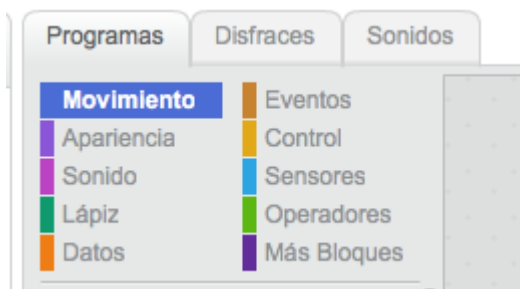 Programas Disfraces Sonidos
Movimiento Eventos
Apariencia Control
Sonido Sensores
Lápiz Operadores
Datos Más Bloques